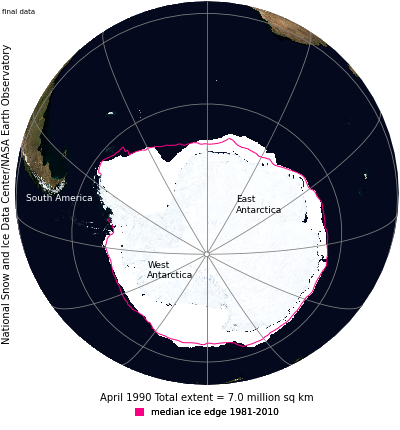 final data
National Snow and Ice Data Center/NASA Earth Observatory
South America
East
Antarctica
West
Antarctica
April 1990 Total extent = 7.0 million sq km
median ice edge 1981-2010